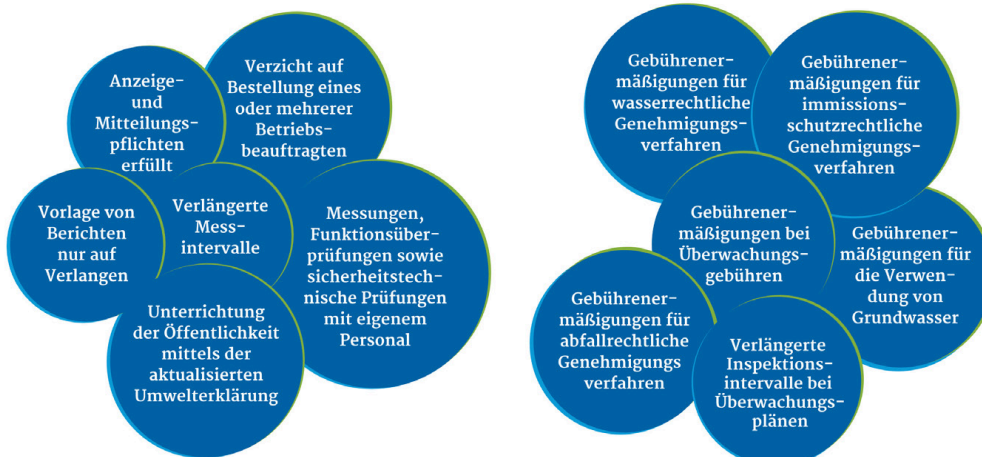 Anzeige-
und
Mitteilungs-
pflichten
erfüllt
Verzicht auf
Bestellung eines
oder mehrerer
Betriebs-
beauftragten
Vorlage von
Berichten
nur auf
Verlangen
Verlängerte
Mess-
intervalle
Messungen,
Funktionsüber-
prüfungen sowie
sicherheitstech-
nische Prüfungen
mit eigenem
Personal
Unterrichtung
der Öffentlichkeit
mittels der
aktualisierten
Umwelterklärung
Gebührener-
mäßigungen für
wasserrechtliche
Genehmigungs-
verfahren
Gebührener-
mäßigungen für
immissions-
schutzrechtliche
Genehmigungs-
verfahren
Gebührener-
mäßigungen bei
Überwachungs-
gebühren
Gebührener-
mäßigungen für
die Verwen-
dung von
Grundwasser
Gebührener-
mäßigungen für
abfallrechtliche
Genehmigungs
verfahren
Verlängerte
Inspektions-
intervalle bei
Überwachungs-
plänen